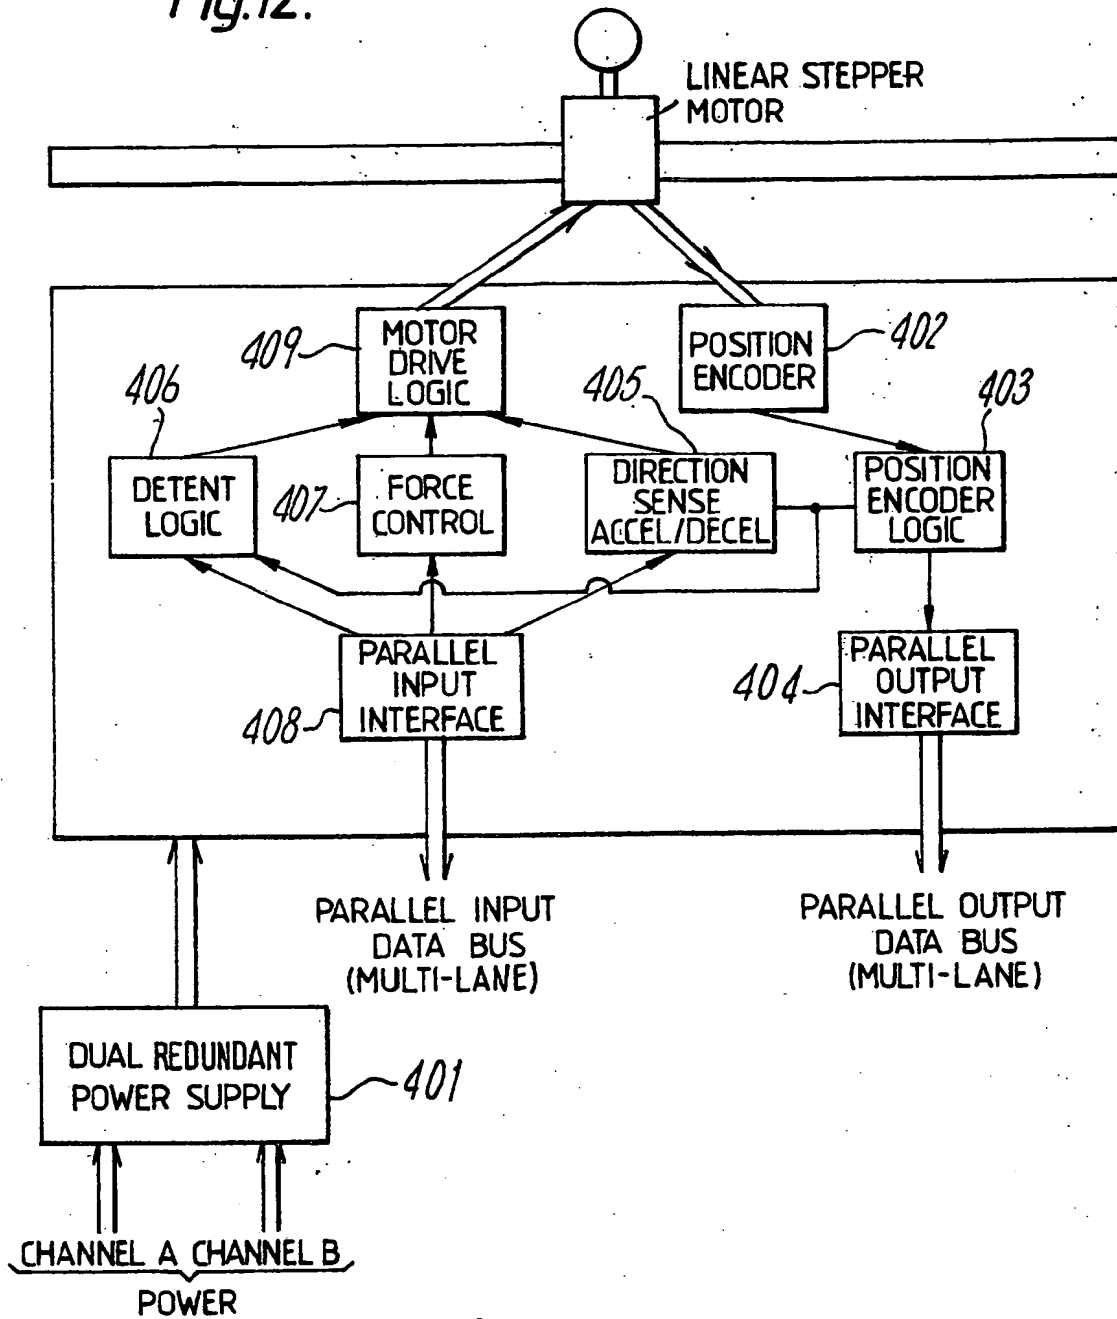 Fig.12.
LINEAR STEPPER
MOTOR
409
MOTOR
DRIVE
LOGIC
POSITION
ENCODER
402
406
405
403
DETENT
LOGIC
407
FORCE
CONTROL
DIRECTION
SENSE
ACCEL/DECEL
POSITION
ENCODER
LOGIC
408
PARALLEL
INPUT
INTERFACE
404
PARALLEL
OUTPUT
INTERFACE
PARALLEL INPUT
DATA BUS
(MULTI-LANE)
PARALLEL OUTPUT
DATA BUS
(MULTI-LANE)
DUAL REDUNDANT
POWER SUPPLY
401
CHANNEL A CHANNEL B
POWER